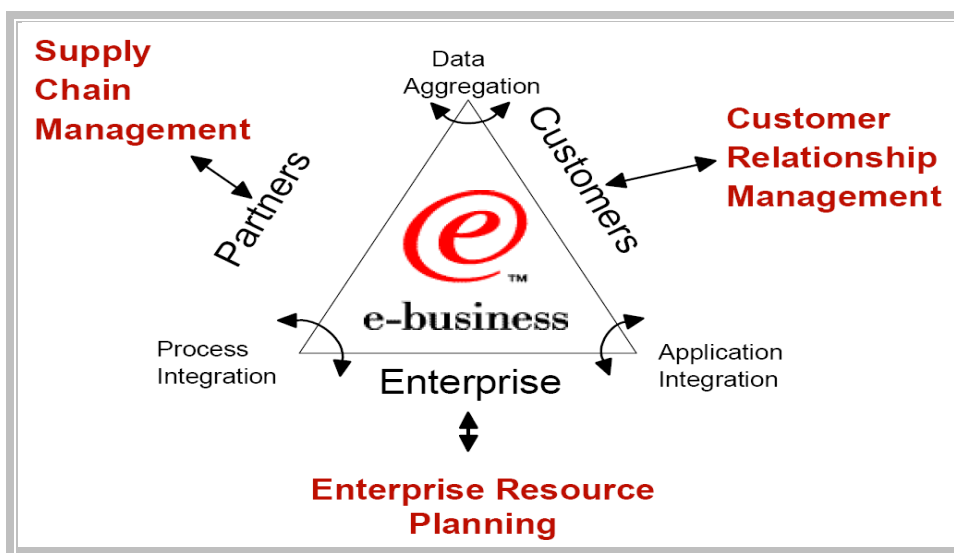 Supply
Chain
Management
Data
Aggregation
Customer
Relationship
Management
Partners
Customers
e
TM
e-business
Process
Integration
Application
Integration
Enterprise
Enterprise Resource
Planning